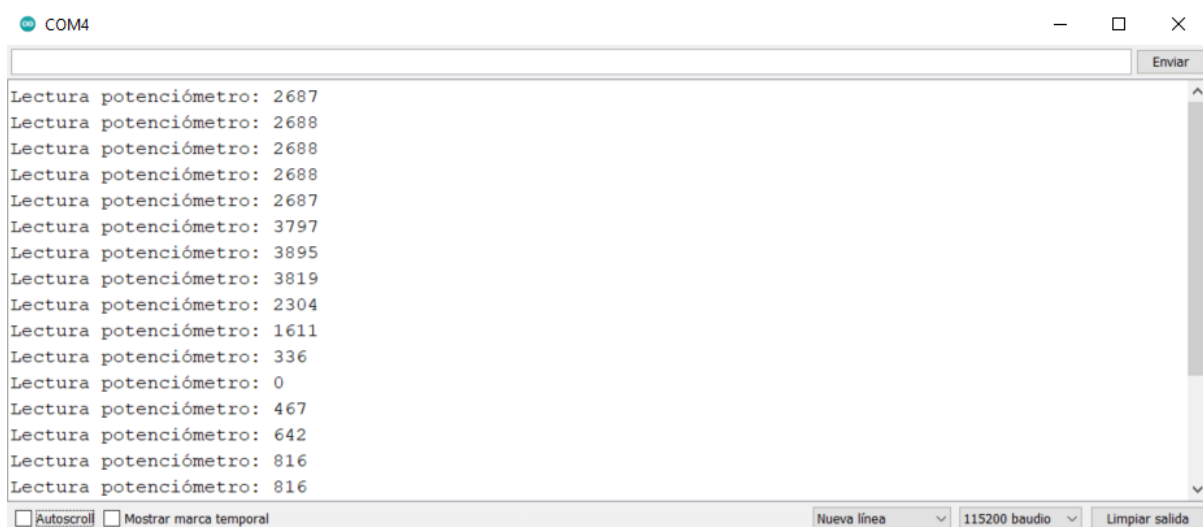 COM4
Enviar
Lectura potenciómetro: 2687
Lectura potenciómetro: 2688
Lectura potenciómetro: 2688
Lectura potenciómetro: 2688
Lectura potenciómetro: 2687
Lectura potenciómetro: 3797
Lectura potenciómetro: 3895
Lectura potenciómetro: 3819
Lectura potenciómetro: 2304
Lectura potenciómetro: 1611
Lectura potenciómetro: 336
Lectura potenciómetro: 0
Lectura potenciómetro: 467
Lectura potenciómetro: 642
Lectura potenciómetro: 816
Lectura potenciómetro: 816
Autoscroll Mostrar marca temporal Nueva línea 115200 baudio Limpiar salida